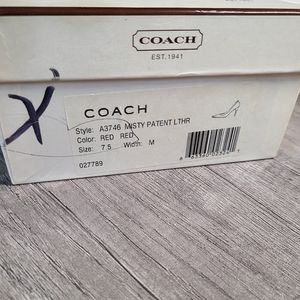 COACH
EST. 1941
COACH
Style: A3746 MISTY PATENT LTHR
Color: RED RED
Size: 7.5 Width: M
027789